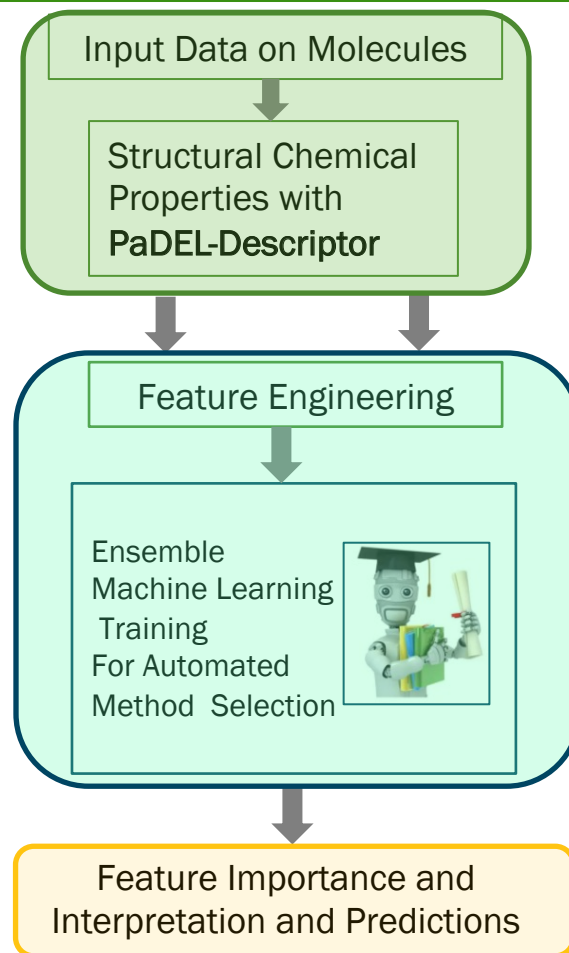 Input Data on Molecules
Structural Chemical
Properties with
PaDEL-Descriptor
Feature Engineering
Ensemble
Machine Learning
Training
For Automated
Method Selection
Feature Importance and
Interpretation and Predictions